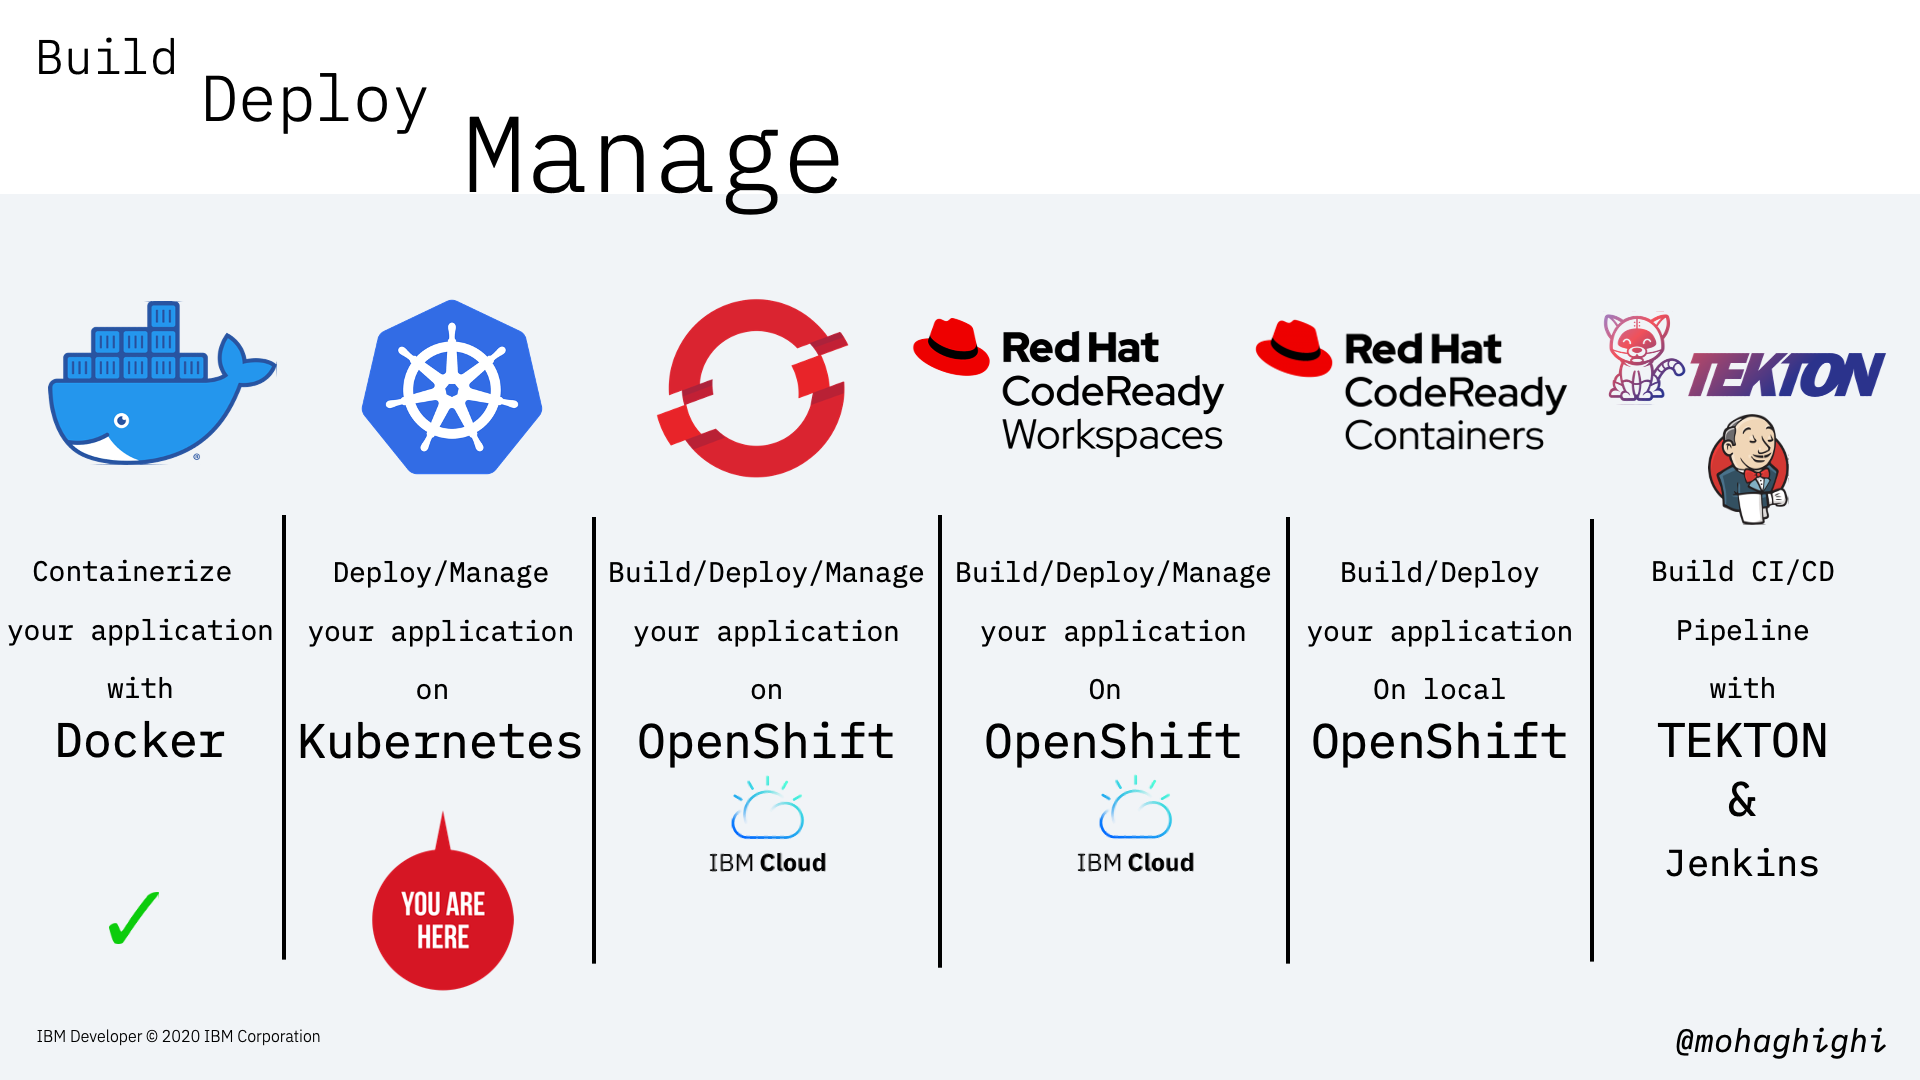 Build
Deploy
Manage
Red Hat
CodeReady
Workspaces
Red Hat
CodeReady
Containers
TEKTON
®
Containerize
your application
with
Docker
✓
Deploy/Manage
your application
on
Kubernetes
YOU ARE
HERE
Build/Deploy/Manage
your application
on
OpenShift
IBM Cloud
Build/Deploy/Manage
your application
On
OpenShift
IBM Cloud
Build/Deploy
your application
On local
OpenShift
Build CI/CD
Pipeline
with
TEKTON
&
Jenkins
IBM Developer © 2020 IBM Corporation
@mohaghighi